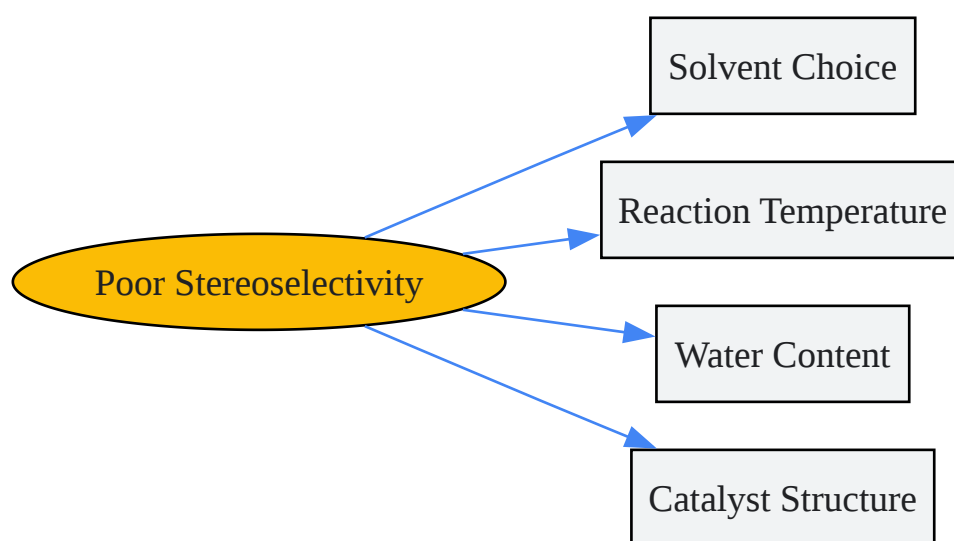 Solvent Choice
Reaction Temperature
Poor Stereoselectivity
Water Content
Catalyst Structure